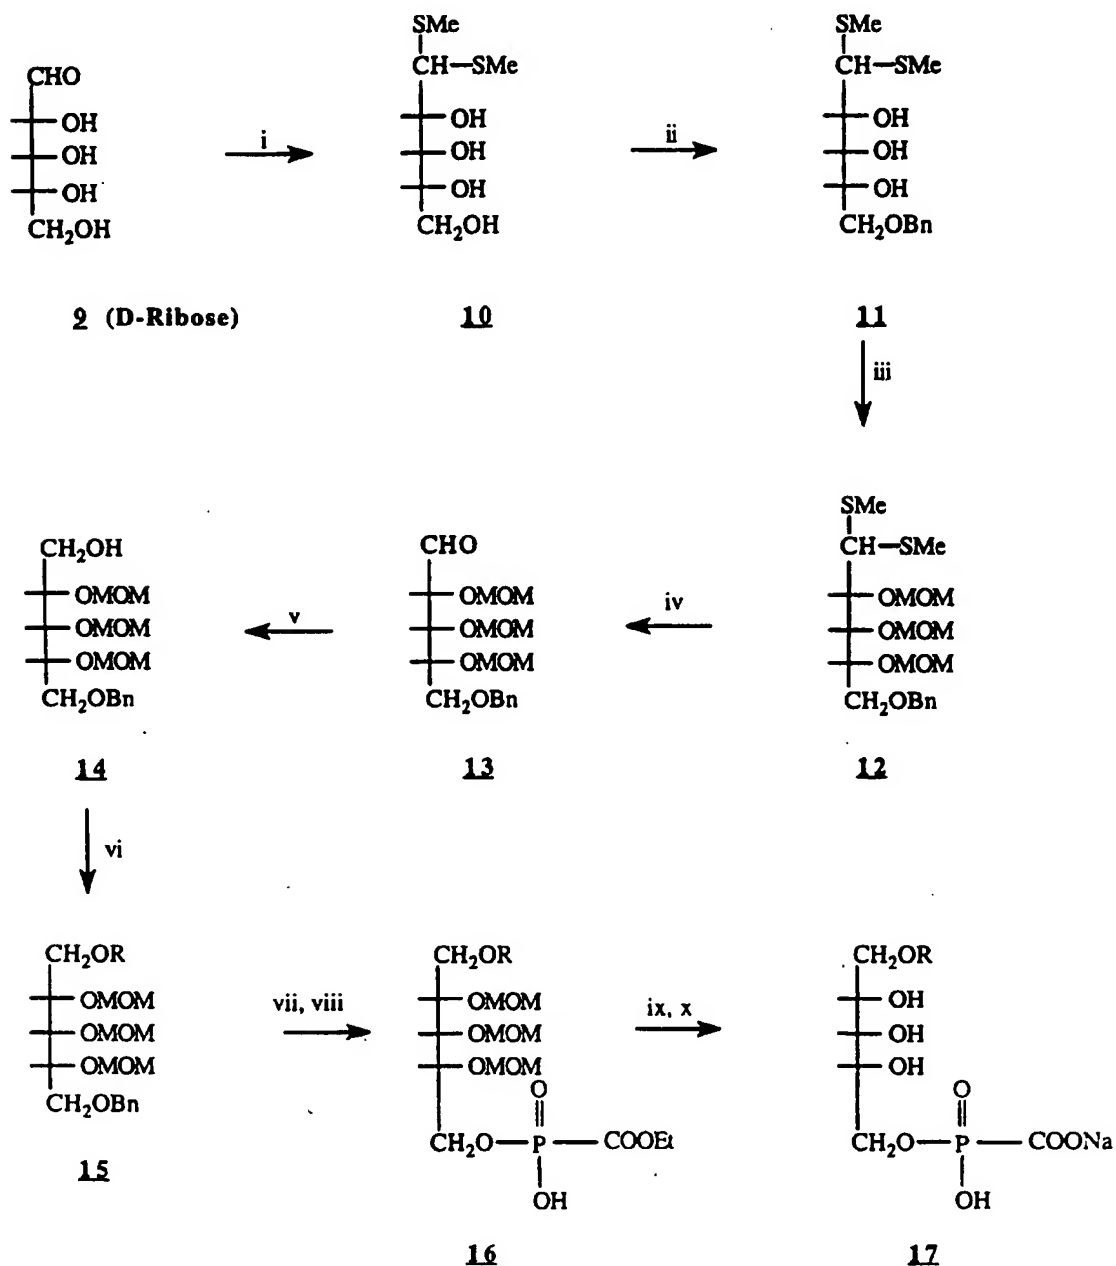 SMe
CH—SMe
OH
OH
OH
CH₂OH
CHO
OH
OH
OH
CH₂OH
i
ii
SMe
CH—SMe
OH
OH
OH
CH₂OBn
9 (D-Ribose)
10
11
iii
CH₂OH
OMOM
OMOM
OMOM
CH₂OBn
v
CHO
OMOM
OMOM
OMOM
CH₂OBn
iv
SMe
CH—SMe
OMOM
OMOM
OMOM
CH₂OBn
14
13
12
vi
CH₂OR
OMOM
OMOM
OMOM
CH₂OBn
15
vii, viii
CH₂OR
OMOM
OMOM
OMOM
O
CH₂O—P—COOEt
OH
16
ix, x
CH₂OR
OH
OH
OH
O
CH₂O—P—COONa
OH
17